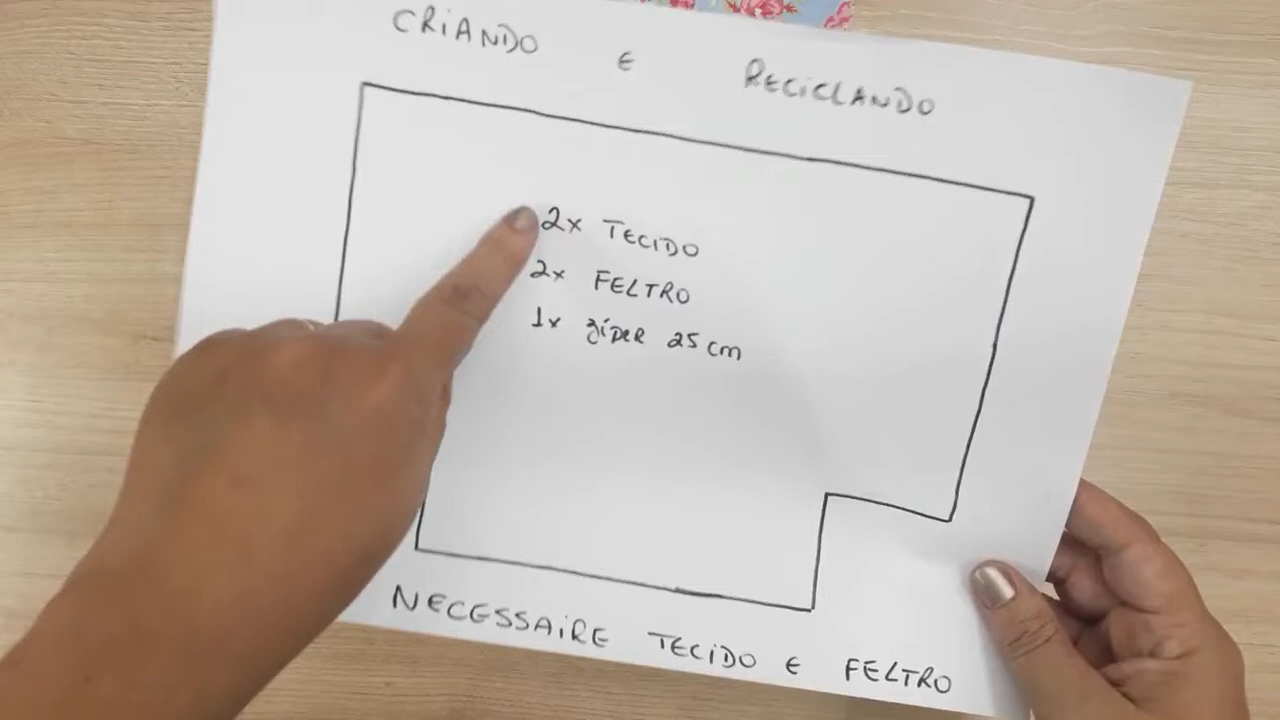 CRIANDO E RECICLANDO
2x TECIDO
2x FELTRO
1x zíPER 25 cm
NECESSAIRE TECIDO E FELTRO